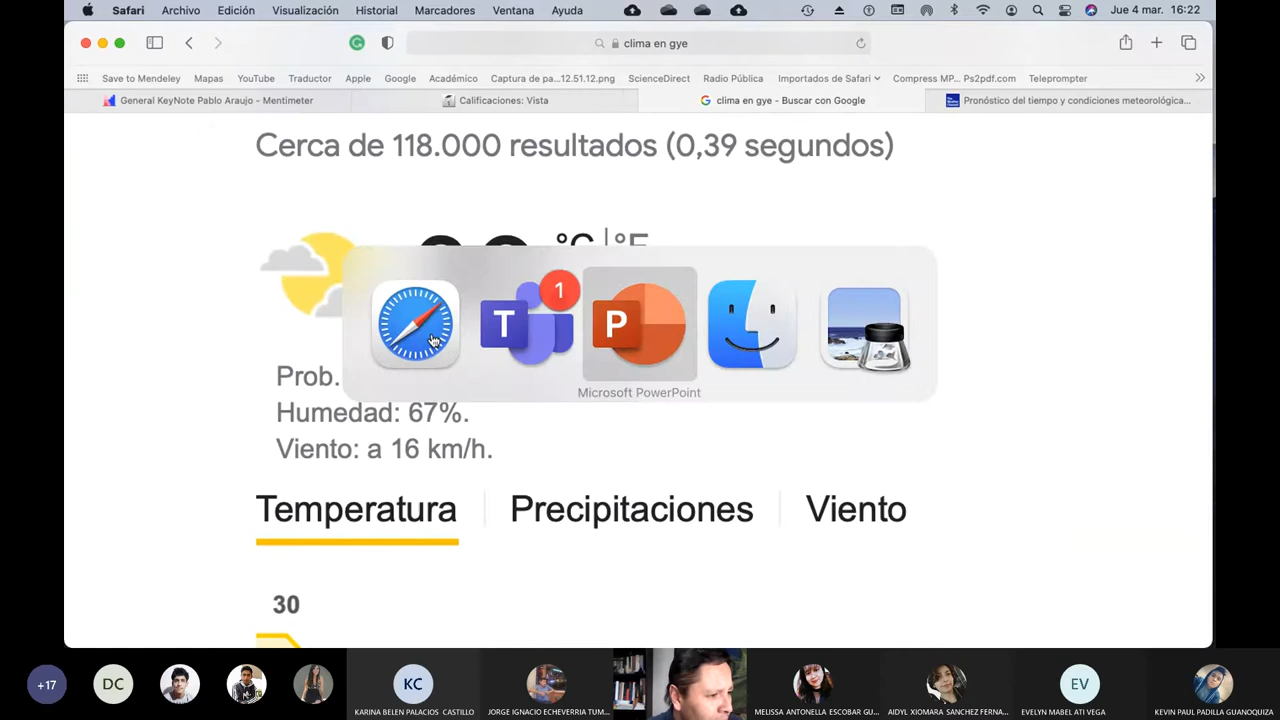 Safari Archivo Edición Visualización Historial Marcadores Ventana Ayuda Jue 4 mar. 16:22
clima en gye
Save to Mendeley Mapas YouTube Traductor Apple Google Académico Captura de pa...12.51.12.png ScienceDirect Radio Pública Importados de Safari Compress MP... Ps2pdf.com Teleprompter
General KeyNote Pablo Araujo - Mentimeter Calificaciones: Vista clima en gye - Buscar con Google Pronóstico del tiempo y condiciones meteorológica...
Cerca de 118.000 resultados (0,39 segundos)
°C | °F
1
T P
Microsoft PowerPoint
Prob.
Humedad: 67%.
Viento: a 16 km/h.
Temperatura Precipitaciones Viento
30
+17 DC KC EV
KARINA BELEN PALACIOS CASTILLO JORGE IGNACIO ECHEVERRIA TUM... MELISSA ANTONELLA ESCOBAR GU... AIDYL XIOMARA SANCHEZ FERNA... EVELYN MABEL ATI VEGA KEVIN PAUL PADILLA GUANOQUIZA